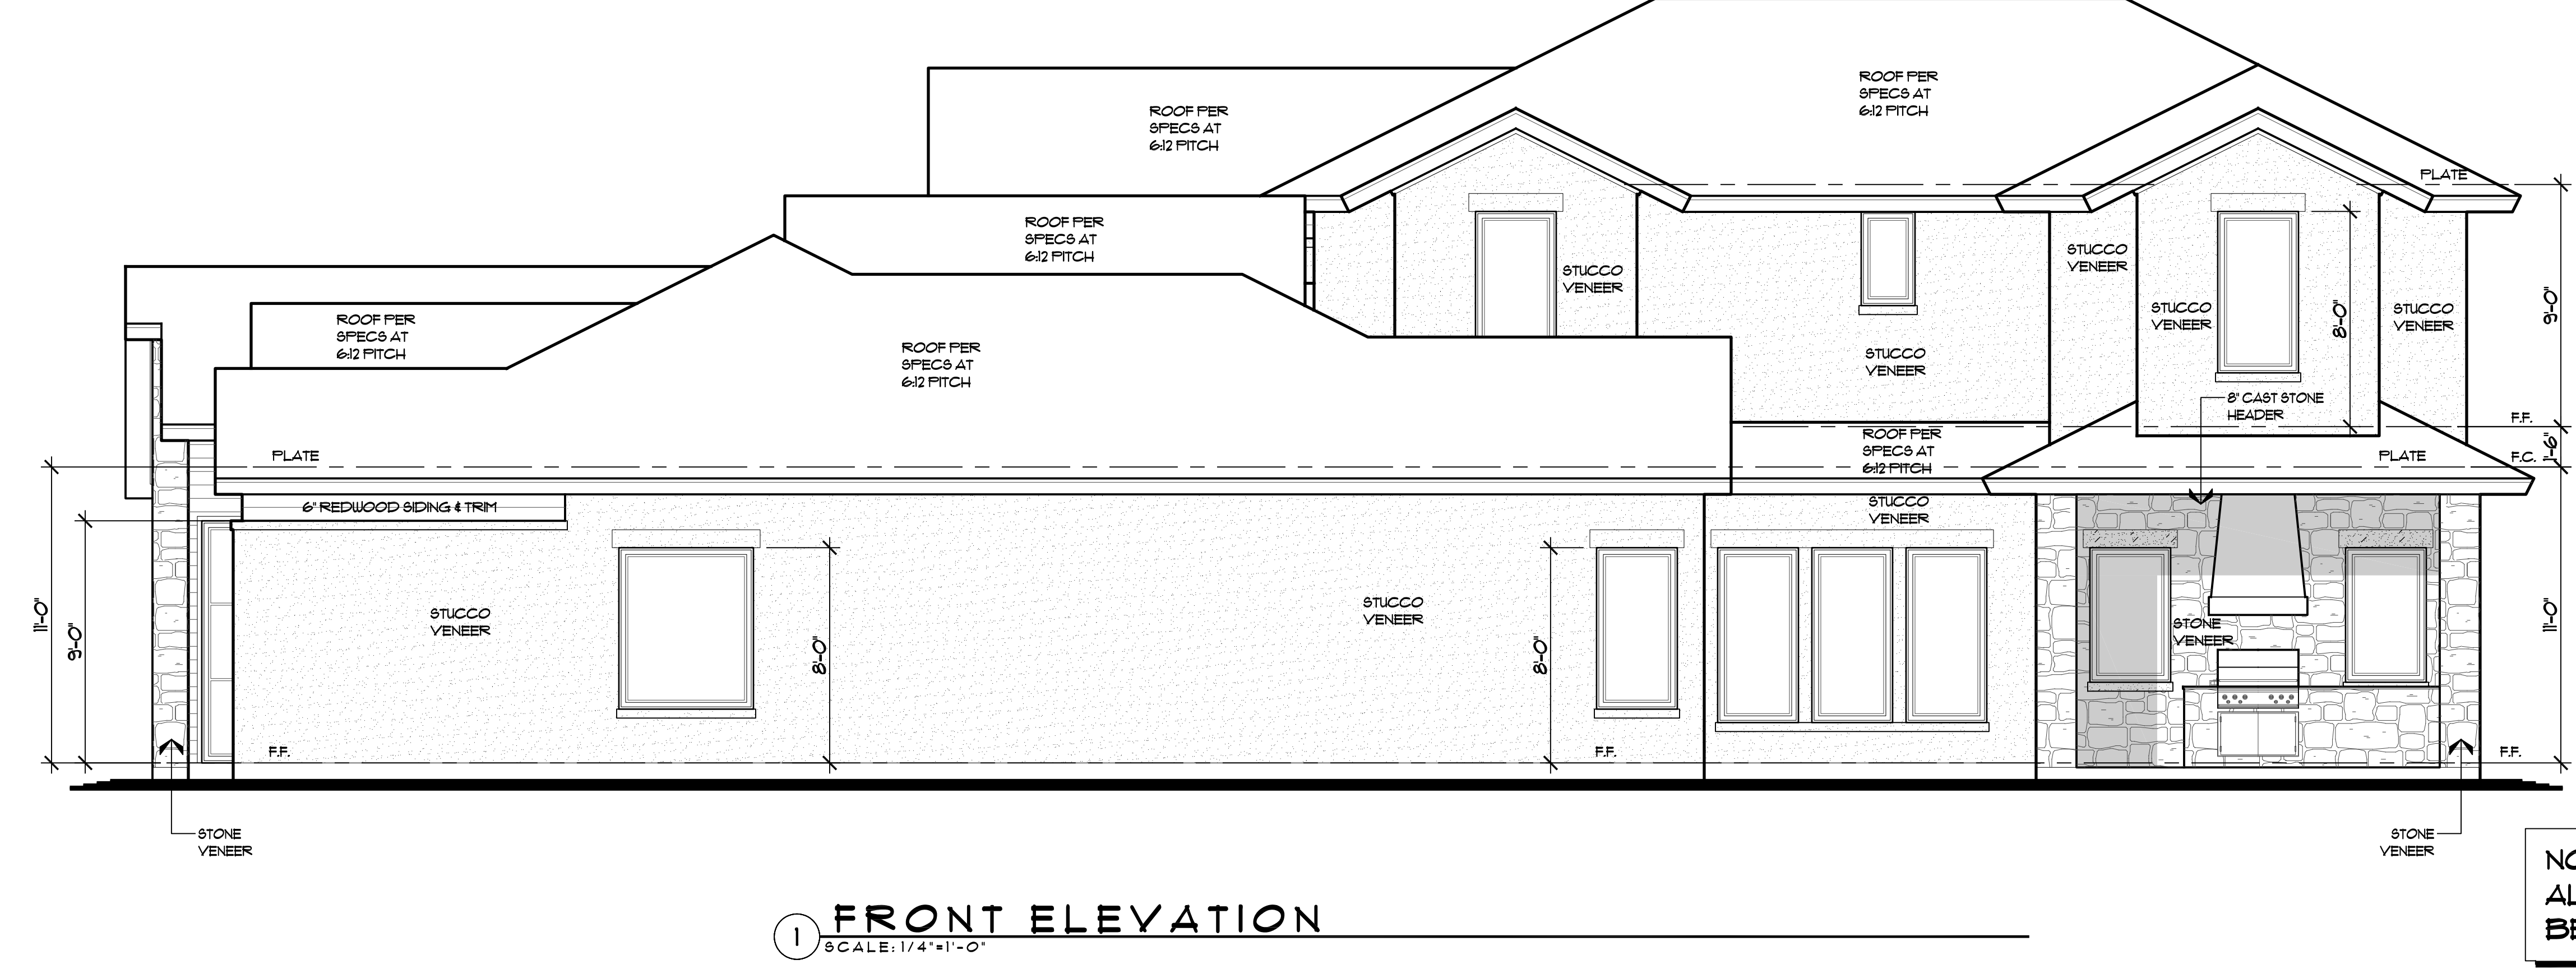 ROOF PER
SPECS AT
6:12 PITCH
ROOF PER
SPECS AT
6:12 PITCH
PLATE
ROOF PER
SPECS AT
6:12 PITCH
STUCCO
VENEER
STUCCO
VENEER
STUCCO
VENEER
STUCCO
VENEER
8'-0"
9'-0"
ROOF PER
SPECS AT
6:12 PITCH
ROOF PER
SPECS AT
6:12 PITCH
STUCCO
VENEER
8" CAST STONE
HEADER
F.F.
ROOF PER
SPECS AT
6:12 PITCH
PLATE
PLATE
F.C.
1'-6"
6" REDWOOD SIDING & TRIM
STUCCO
VENEER
11'-0"
9'-0"
STUCCO
VENEER
8'-0"
STUCCO
VENEER
8'-0"
STONE
VENEER
11'-0"
F.F.
F.F.
F.F.
STONE
VENEER
STONE
VENEER
1
FRONT ELEVATION
SCALE: 1/4"=1'-0"
NO
AL
BE